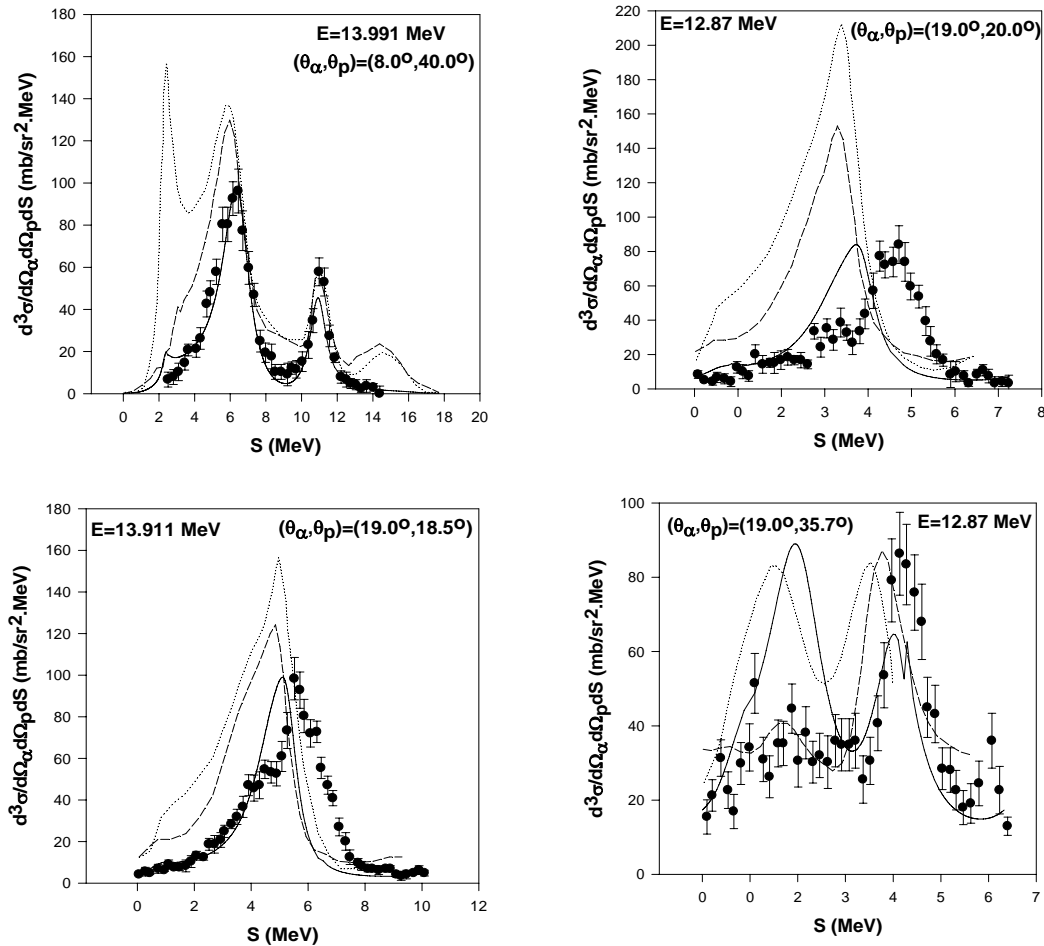 d³σ/dΩαdΩpdS (mb/sr².MeV)
180
160
140
120
100
80
60
40
20
0
E=13.991 MeV
(θα,θp)=(8.0°,40.0°)
0 2 4 6 8 10 12 14 16 18 20
S (MeV)
d³σ/dΩαdΩpdS (mb/sr².MeV)
220
200
180
160
140
120
100
80
60
40
20
0
E=12.87 MeV (θα,θp)=(19.0°,20.0°)
0 0 2 3 4 5 6 7 8
S (MeV)
d³σ/dΩαdΩpdS (mb/sr².MeV)
180
160
140
120
100
80
60
40
20
0
E=13.911 MeV (θα,θp)=(19.0°,18.5°)
0 2 4 6 8 10 12
S (MeV)
d³σ/dΩαdΩpdS (mb/sr².MeV)
100
80
60
40
20
0
(θα,θp)=(19.0°,35.7°) E=12.87 MeV
0 0 2 3 4 5 6 7
S (MeV)